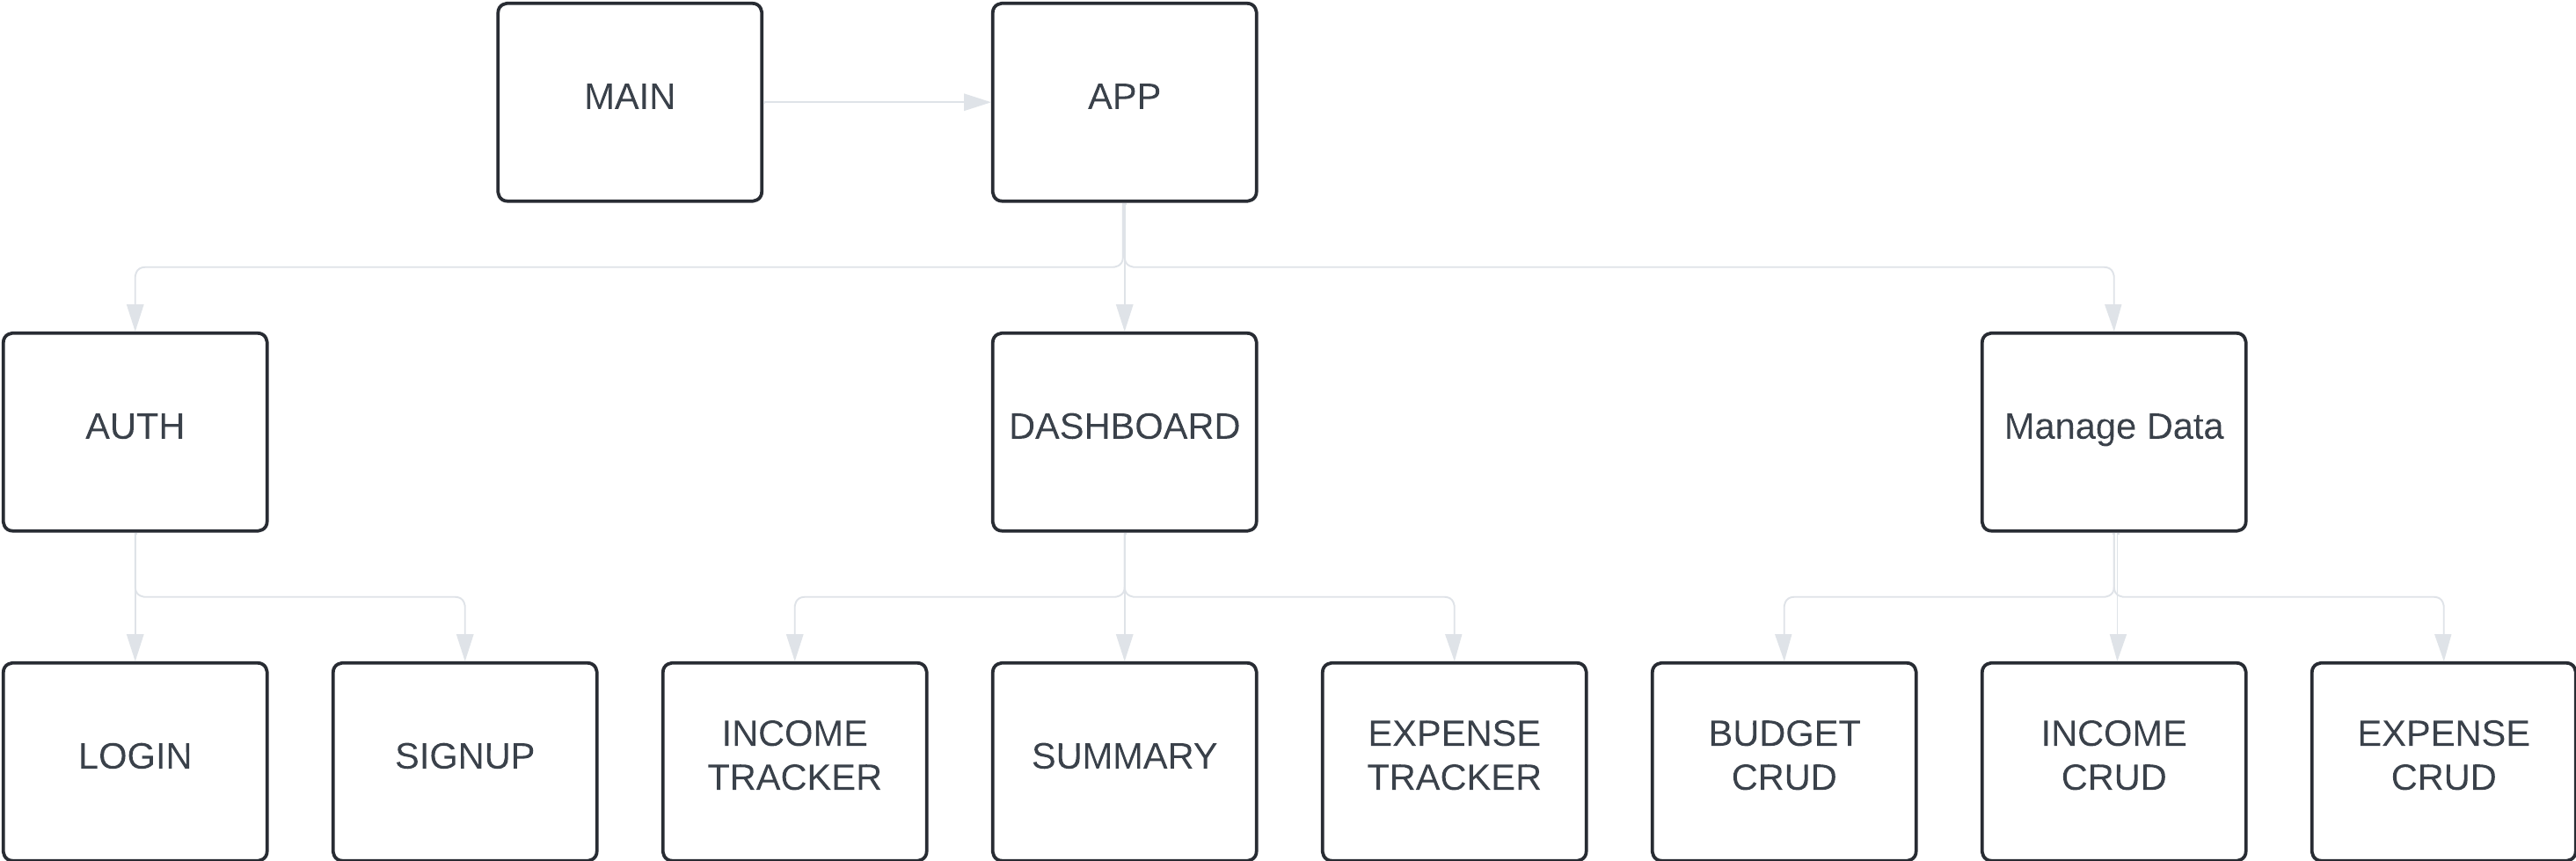 MAIN
APP
AUTH
DASHBOARD
Manage Data
LOGIN
SIGNUP
INCOME
TRACKER
SUMMARY
EXPENSE
TRACKER
BUDGET
CRUD
INCOME
CRUD
EXPENSE
CRUD